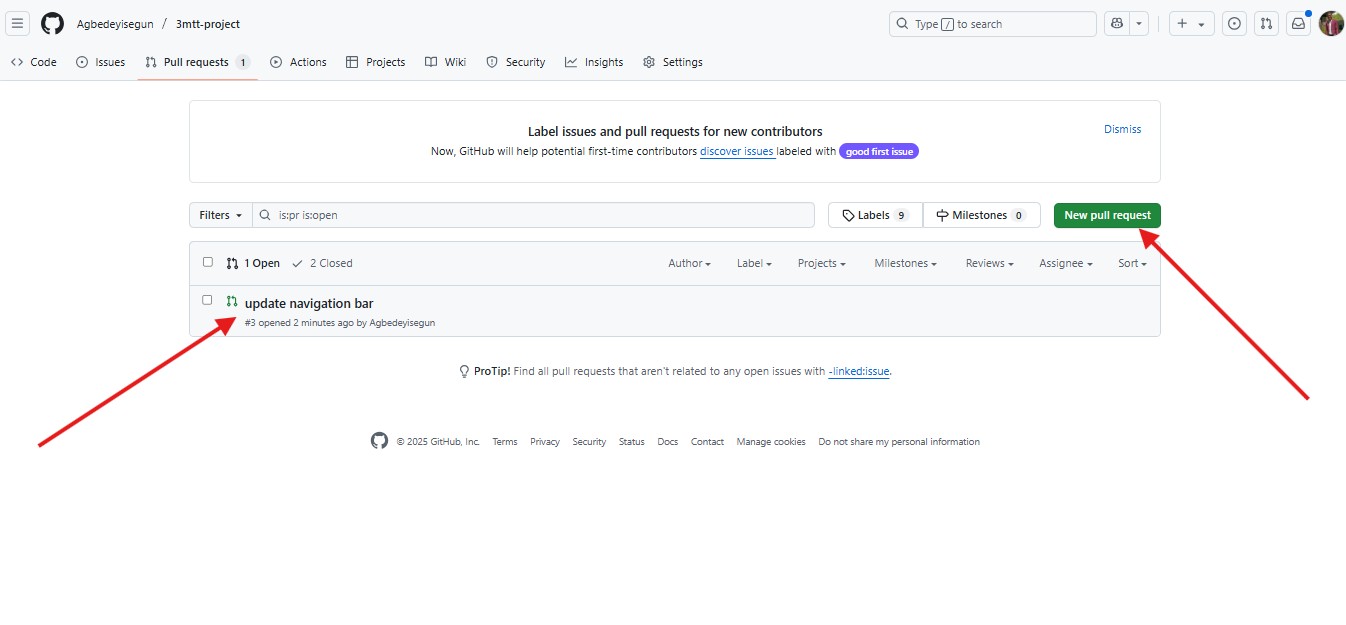 Agbedeyisegun / 3mtt-project
Type / to search
Code Issues Pull requests 1 Actions Projects Wiki Security Insights Settings
Label issues and pull requests for new contributors
Dismiss
Now, GitHub will help potential first-time contributors discover issues labeled with good first issue
Filters is:pr is:open Labels 9 Milestones 0 New pull request
1 Open 2 Closed Author Label Projects Milestones Reviews Assignee Sort
update navigation bar
#3 opened 2 minutes ago by Agbedeyisegun
ProTip! Find all pull requests that aren't related to any open issues with -linked:issue.
© 2025 GitHub, Inc. Terms Privacy Security Status Docs Contact Manage cookies Do not share my personal information